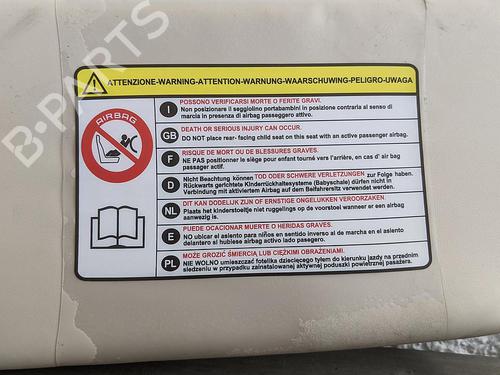 B-PARTS
ATTENZIONE-WARNING-ATTENTION-WARNUNG-WAARSCHUWING-PELIGRO-UWAGA
AIRBAG
I
POSSONO VERIFICARSI MORTE O FERITE GRAVI.
Non posizionare il seggiolino portabambini in posizione contraria al senso di
marcia in presenza di airbag passeggero attivo.
GB
DEATH OR SERIOUS INJURY CAN OCCUR.
DO NOT place rear- facing child seat on this seat with an active passenger airbag.
F
RISQUE DE MORT OU DE BLESSURES GRAVES.
NE PAS positionner le siège pour enfant tourné vers l'arrière, en cas d' air bag
passager actif.
D
Nicht Beachtung können TOD ODER SCHWERE VERLETZUNGEN zur Folge haben.
Rückwarts gerichtete Kinderrückhaltesysteme (Babyschale) dürfen nicht in
Verbindung mit aktiviertem Airbag auf dem Beifahrersitz verwendet werden.
NL
DIT KAN DODELIJK ZIJN OF ERNSTIGE ONGELUKKEN VEROORZAKEN.
Plaats het kinderstoeltje niet ruggelings op de voorstoel wanneer er een airbag
aanwezig is.
E
PUEDE OCACIONAR MUERTE O HERIDAS GRAVES.
NO ubicar el asiento para niños en sentido inverso al de marcha en el asiento
delantero si hubiese airbag activo lado pasegero.
PL
MOŻE GROZIĆ ŚMIERCIĄ LUB CIĘŻKIMI OBRAŻENIAMI.
NIE WOLNO umieszczać fotelika dziecięcego tyłem do kierunku jazdy na przednim
siedzeniu w przypadku zainstalowanej aktywnej poduszki powietrznej pasażera.